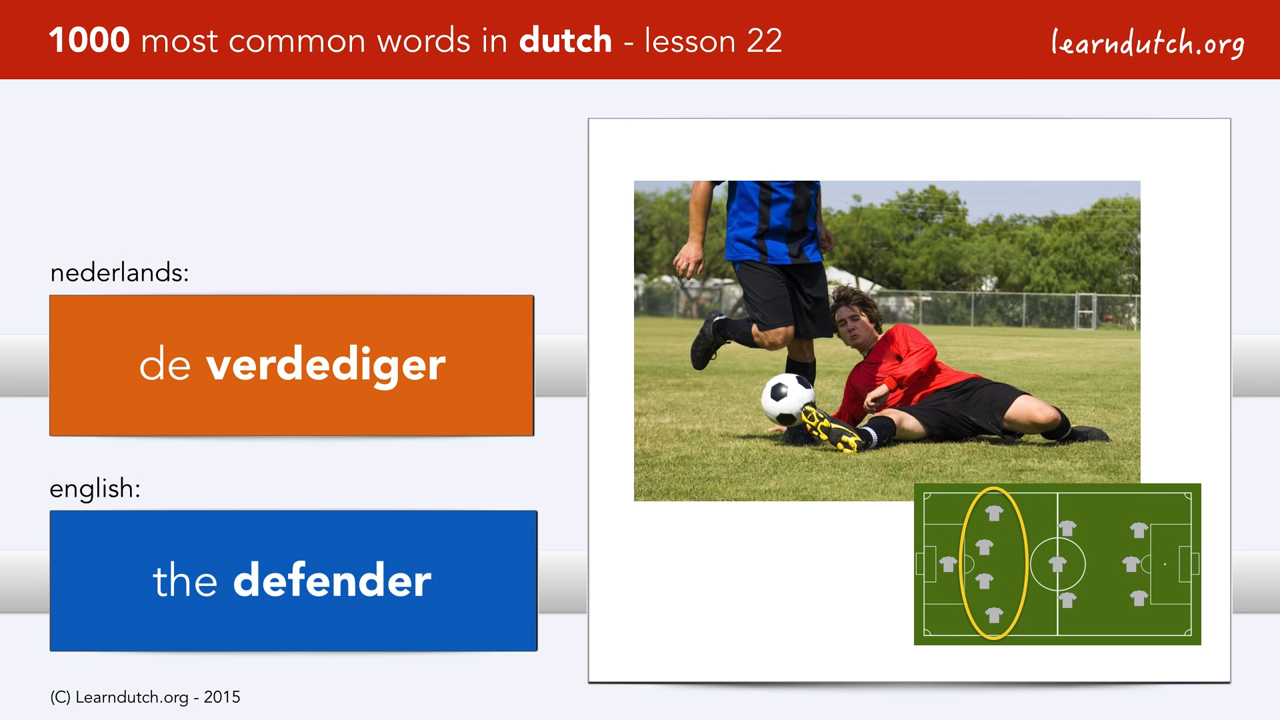 1000 most common words in dutch - lesson 22
learndutch.org
nederlands:
de verdediger
english:
the defender
(C) Learndutch.org - 2015